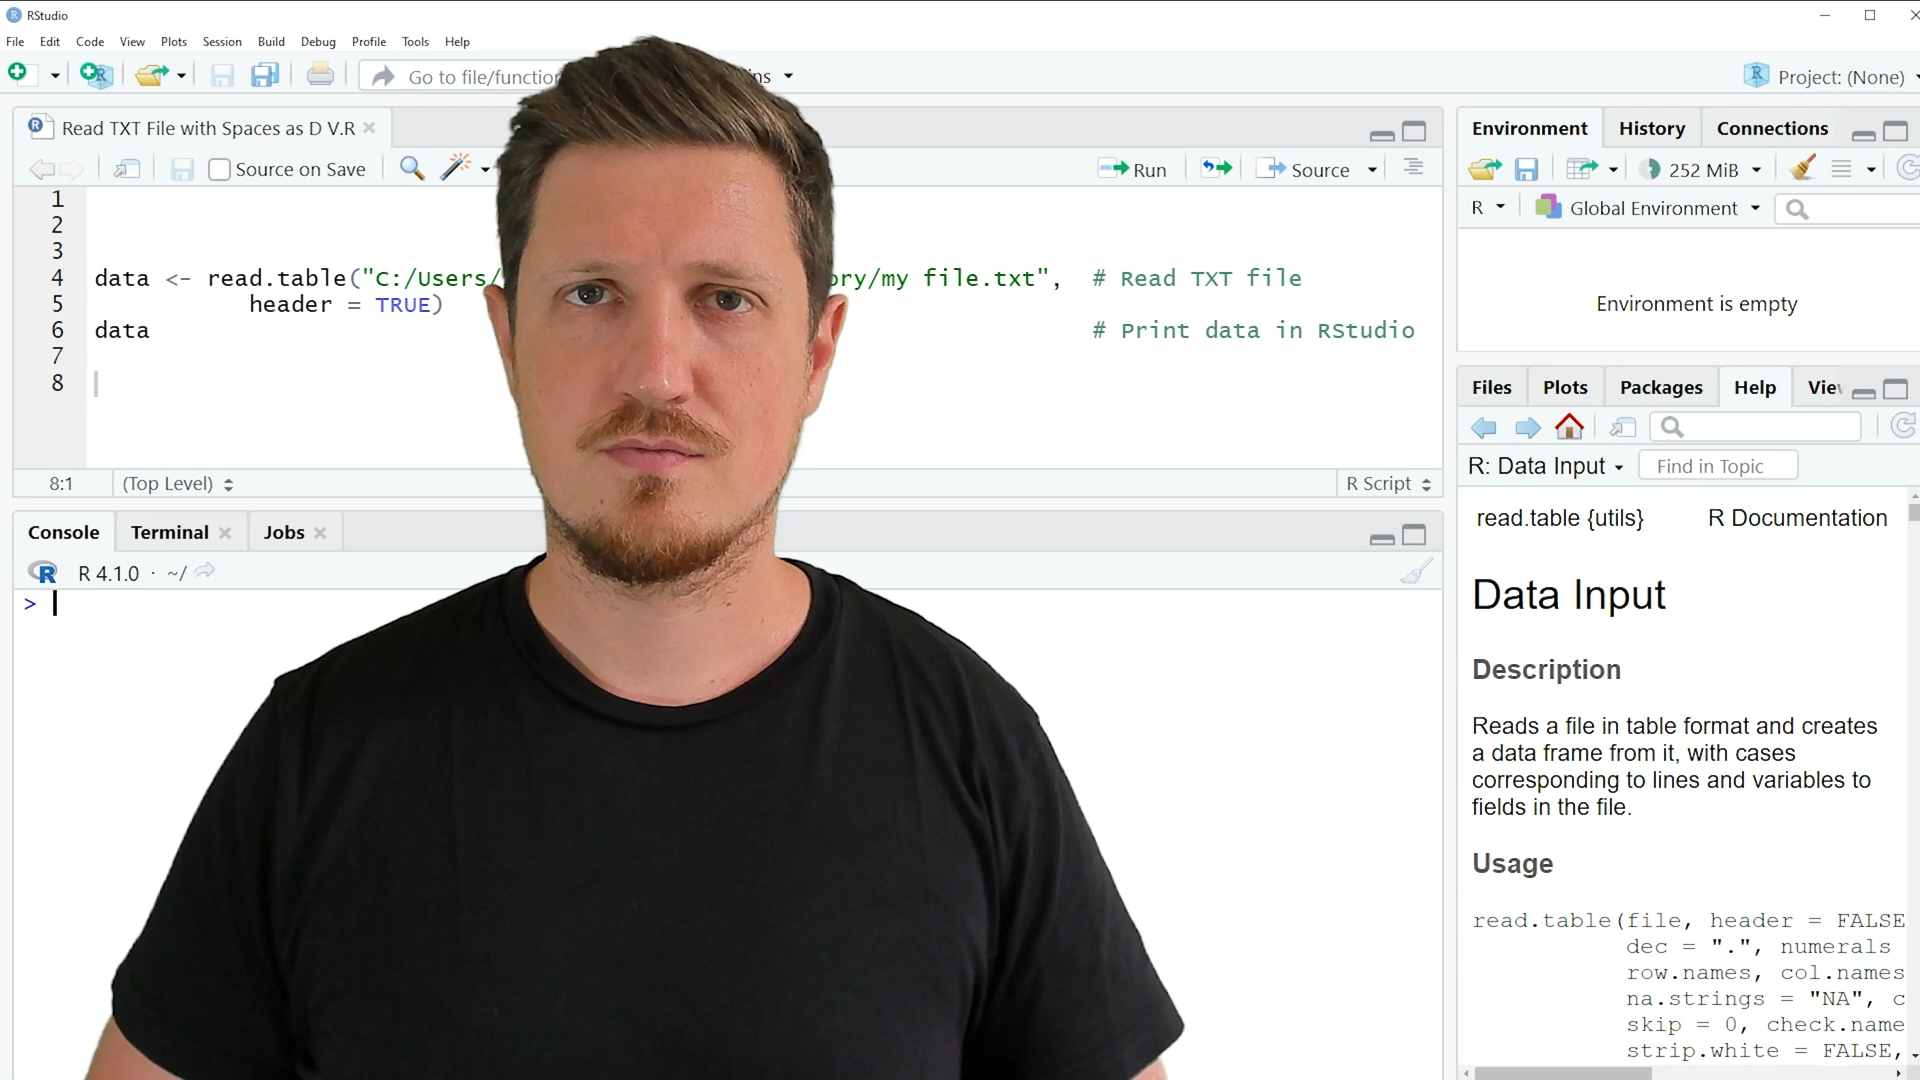 RStudio
File Edit Code View Plots Session Build Debug Profile Tools Help
Go to file/function
Project: (None)
Read TXT File with Spaces as D V.R
Source on Save
Run
Source
1
2
3
4 data <- read.table("C:/Users/ ory/my file.txt", # Read TXT file
5 header = TRUE)
6 data # Print data in RStudio
7
8
8:1 (Top Level) R Script
Console Terminal Jobs
R 4.1.0 · ~/
>
Environment History Connections
252 MiB
R Global Environment
Environment is empty
Files Plots Packages Help
R: Data Input Find in Topic
read.table {utils} R Documentation
Data Input
Description
Reads a file in table format and creates
a data frame from it, with cases
corresponding to lines and variables to
fields in the file.
Usage
read.table(file, header = FALSE
dec = ".", numerals
row.names, col.names
na.strings = "NA", c
skip = 0, check.name
strip.white = FALSE,